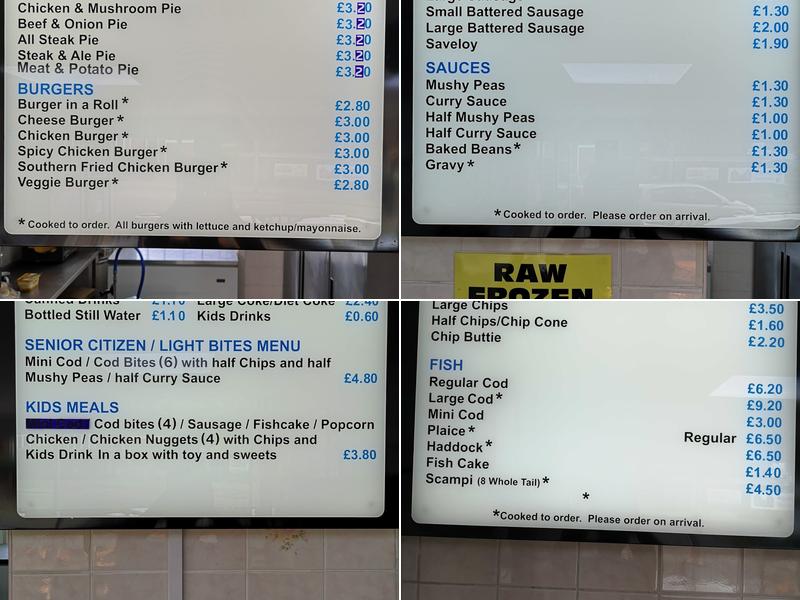 Chicken & Mushroom Pie £3.20
Beef & Onion Pie £3.20
All Steak Pie £3.20
Steak & Ale Pie £3.20
Meat & Potato Pie £3.20
BURGERS
Burger in a Roll * £2.80
Cheese Burger * £3.00
Chicken Burger * £3.00
Spicy Chicken Burger * £3.00
Southern Fried Chicken Burger * £3.00
Veggie Burger * £2.80
* Cooked to order. All burgers with lettuce and ketchup/mayonnaise.
Small Battered Sausage £1.30
Large Battered Sausage £2.00
Saveloy £1.90
SAUCES
Mushy Peas £1.30
Curry Sauce £1.30
Half Mushy Peas £1.00
Half Curry Sauce £1.00
Baked Beans * £1.30
Gravy * £1.30
* Cooked to order. Please order on arrival.
RAW
FROZEN
Canned Drinks £1.10 Large Coke/Diet Coke £2.40
Bottled Still Water £1.10 Kids Drinks £0.60
SENIOR CITIZEN / LIGHT BITES MENU
Mini Cod / Cod Bites (6) with half Chips and half
Mushy Peas / half Curry Sauce £4.80
KIDS MEALS
Cod bites (4) / Sausage / Fishcake / Popcorn
Chicken / Chicken Nuggets (4) with Chips and
Kids Drink In a box with toy and sweets £3.80
Large Chips £3.50
Half Chips/Chip Cone £1.60
Chip Buttie £2.20
FISH
Regular Cod £6.20
Large Cod * £9.20
Mini Cod £3.00
Plaice * Regular £6.50
Haddock * £6.50
Fish Cake £1.40
Scampi (8 Whole Tail) * £4.50
*
* Cooked to order. Please order on arrival.